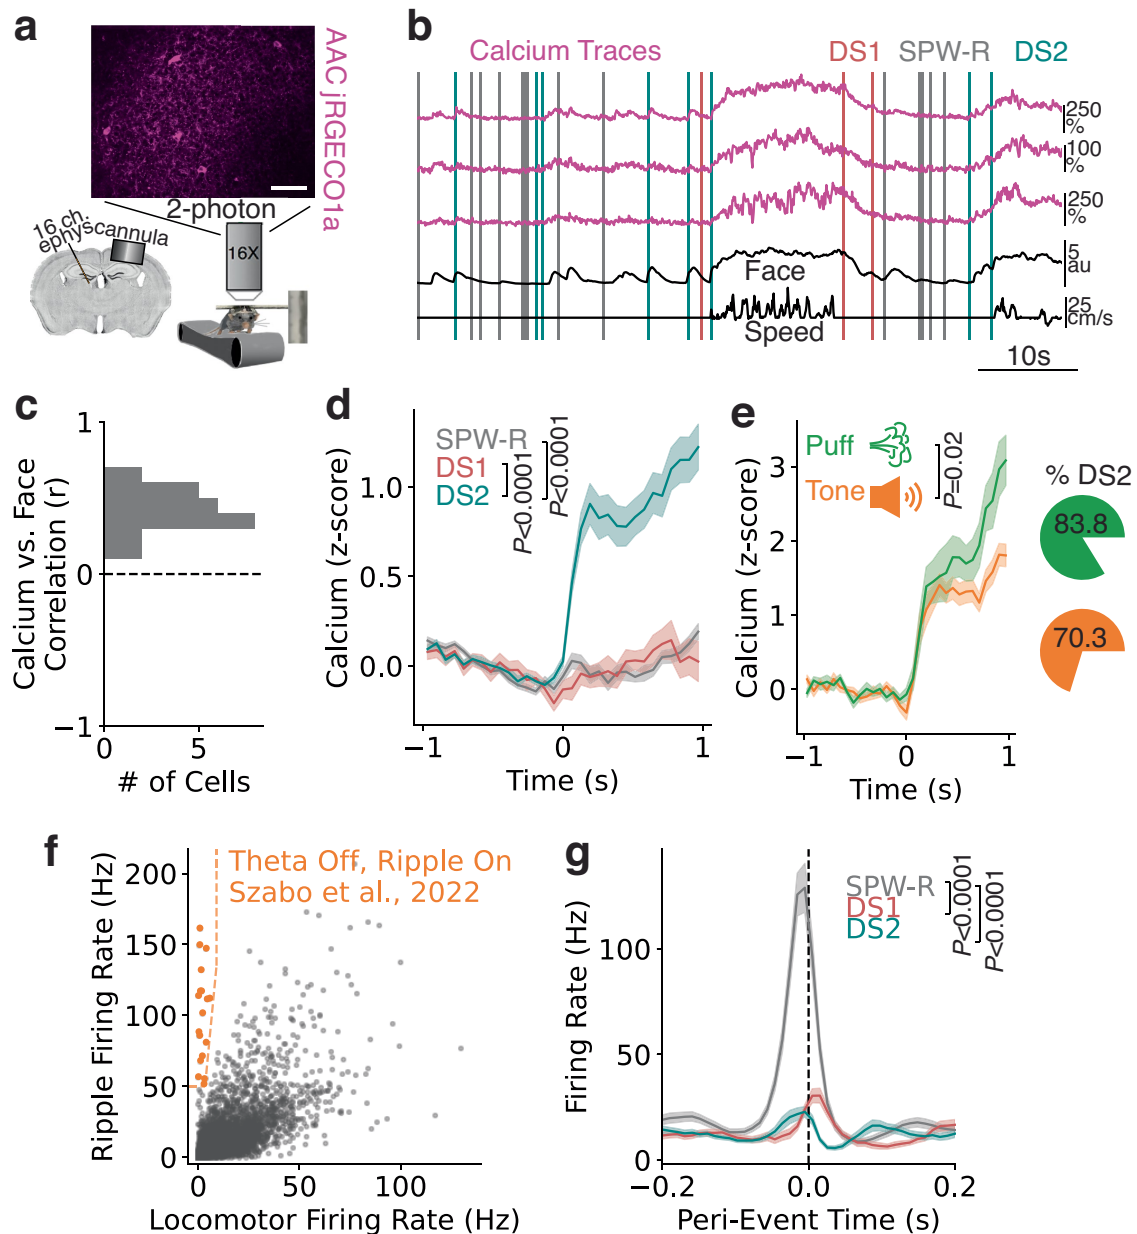 a
AAC jRGECO1a
2-photon
16 ch.
ephys
cannula
16X
b
Calcium Traces
DS1
SPW-R
DS2
250
%
100
%
250
%
Face
5
au
Speed
25
cm/s
10s
c
Calcium vs. Face
Correlation (r)
1
0
−1
0
5
# of Cells
d
SPW-R
DS1
DS2
P<0.0001
P<0.0001
Calcium (z-score)
1.0
0.5
0.0
−1
0
1
Time (s)
e
Puff
Tone
P=0.02
Calcium (z-score)
3
2
1
0
−1
0
1
Time (s)
% DS2
83.8
70.3
f
Theta Off, Ripple On
Szabo et al., 2022
Ripple Firing Rate (Hz)
200
150
100
50
0
0
50
100
Locomotor Firing Rate (Hz)
g
SPW-R
DS1
DS2
P<0.0001
P<0.0001
Firing Rate (Hz)
100
50
0
−0.2
0.0
0.2
Peri-Event Time (s)